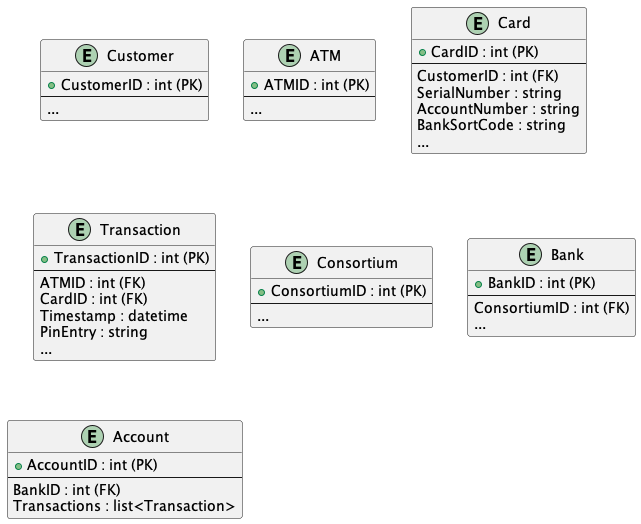 E Customer
CustomerID : int (PK)
...
E ATM
ATMID : int (PK)
...
E Card
CardID : int (PK)
CustomerID : int (FK)
SerialNumber : string
AccountNumber : string
BankSortCode : string
...
E Transaction
TransactionID : int (PK)
ATMID : int (FK)
CardID : int (FK)
Timestamp : datetime
PinEntry : string
...
E Consortium
ConsortiumID : int (PK)
...
E Bank
BankID : int (PK)
ConsortiumID : int (FK)
...
E Account
AccountID : int (PK)
BankID : int (FK)
Transactions : list<Transaction>